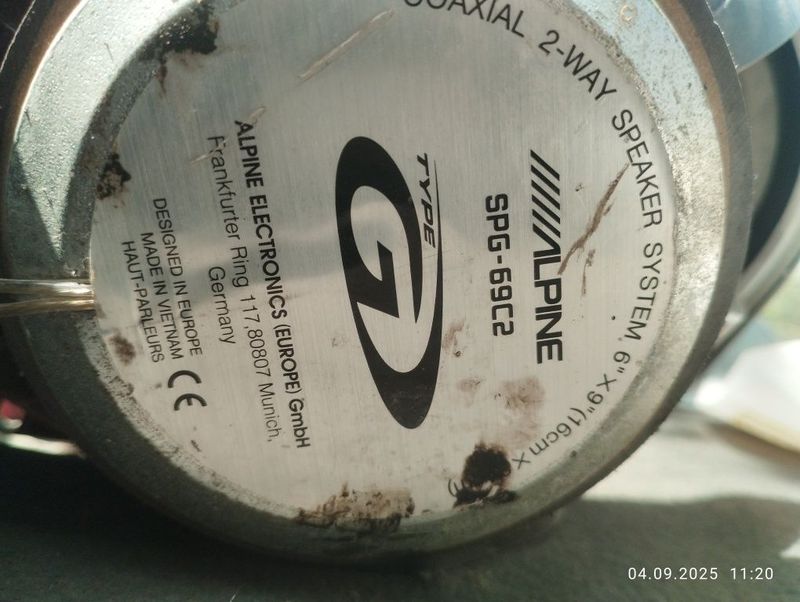 COAXIAL 2-WAY SPEAKER SYSTEM, 6" X 9" (16cm X
ALPINE
SPG-69C2
TYPE
G
ALPINE ELECTRONICS (EUROPE) GmbH
Frankfurter Ring 117,80807 Munich,
Germany
DESIGNED IN EUROPE
MADE IN VIETNAM
HAUT-PARLEURS
CE
04.09.2025 11:20